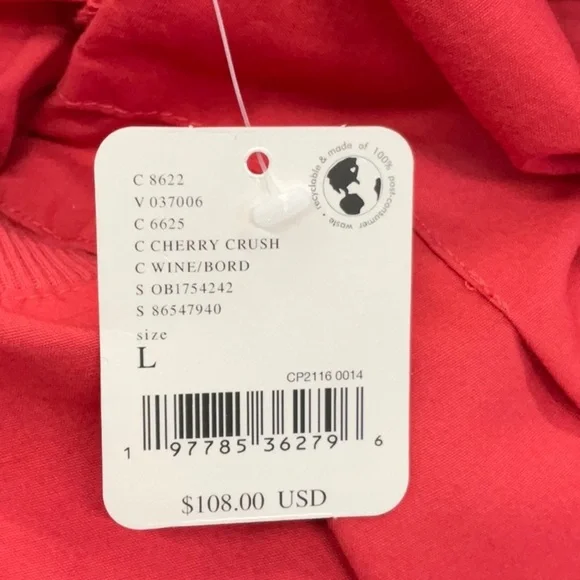 C 8622
V 037006
C 6625
C CHERRY CRUSH
C WINE/BORD
S OB1754242
S 86547940
size
L
recyclable & made of 100% post-consumer waste •
CP2116 0014
1 97785 36279 6
$108.00 USD